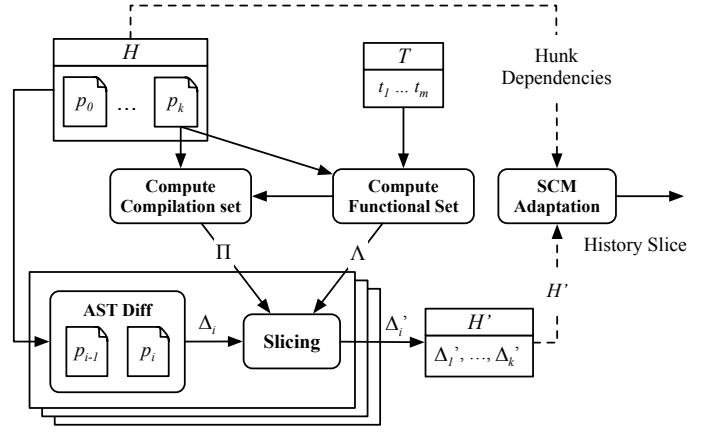 H
p0 … pk
T
t1 … tm
Hunk
Dependencies
Compute
Compilation set
Compute
Functional Set
SCM
Adaptation
History Slice
Π
Λ
H’
AST Diff
pi-1 pi
Δi
Slicing
Δi’
H’
Δ1’, …, Δk’